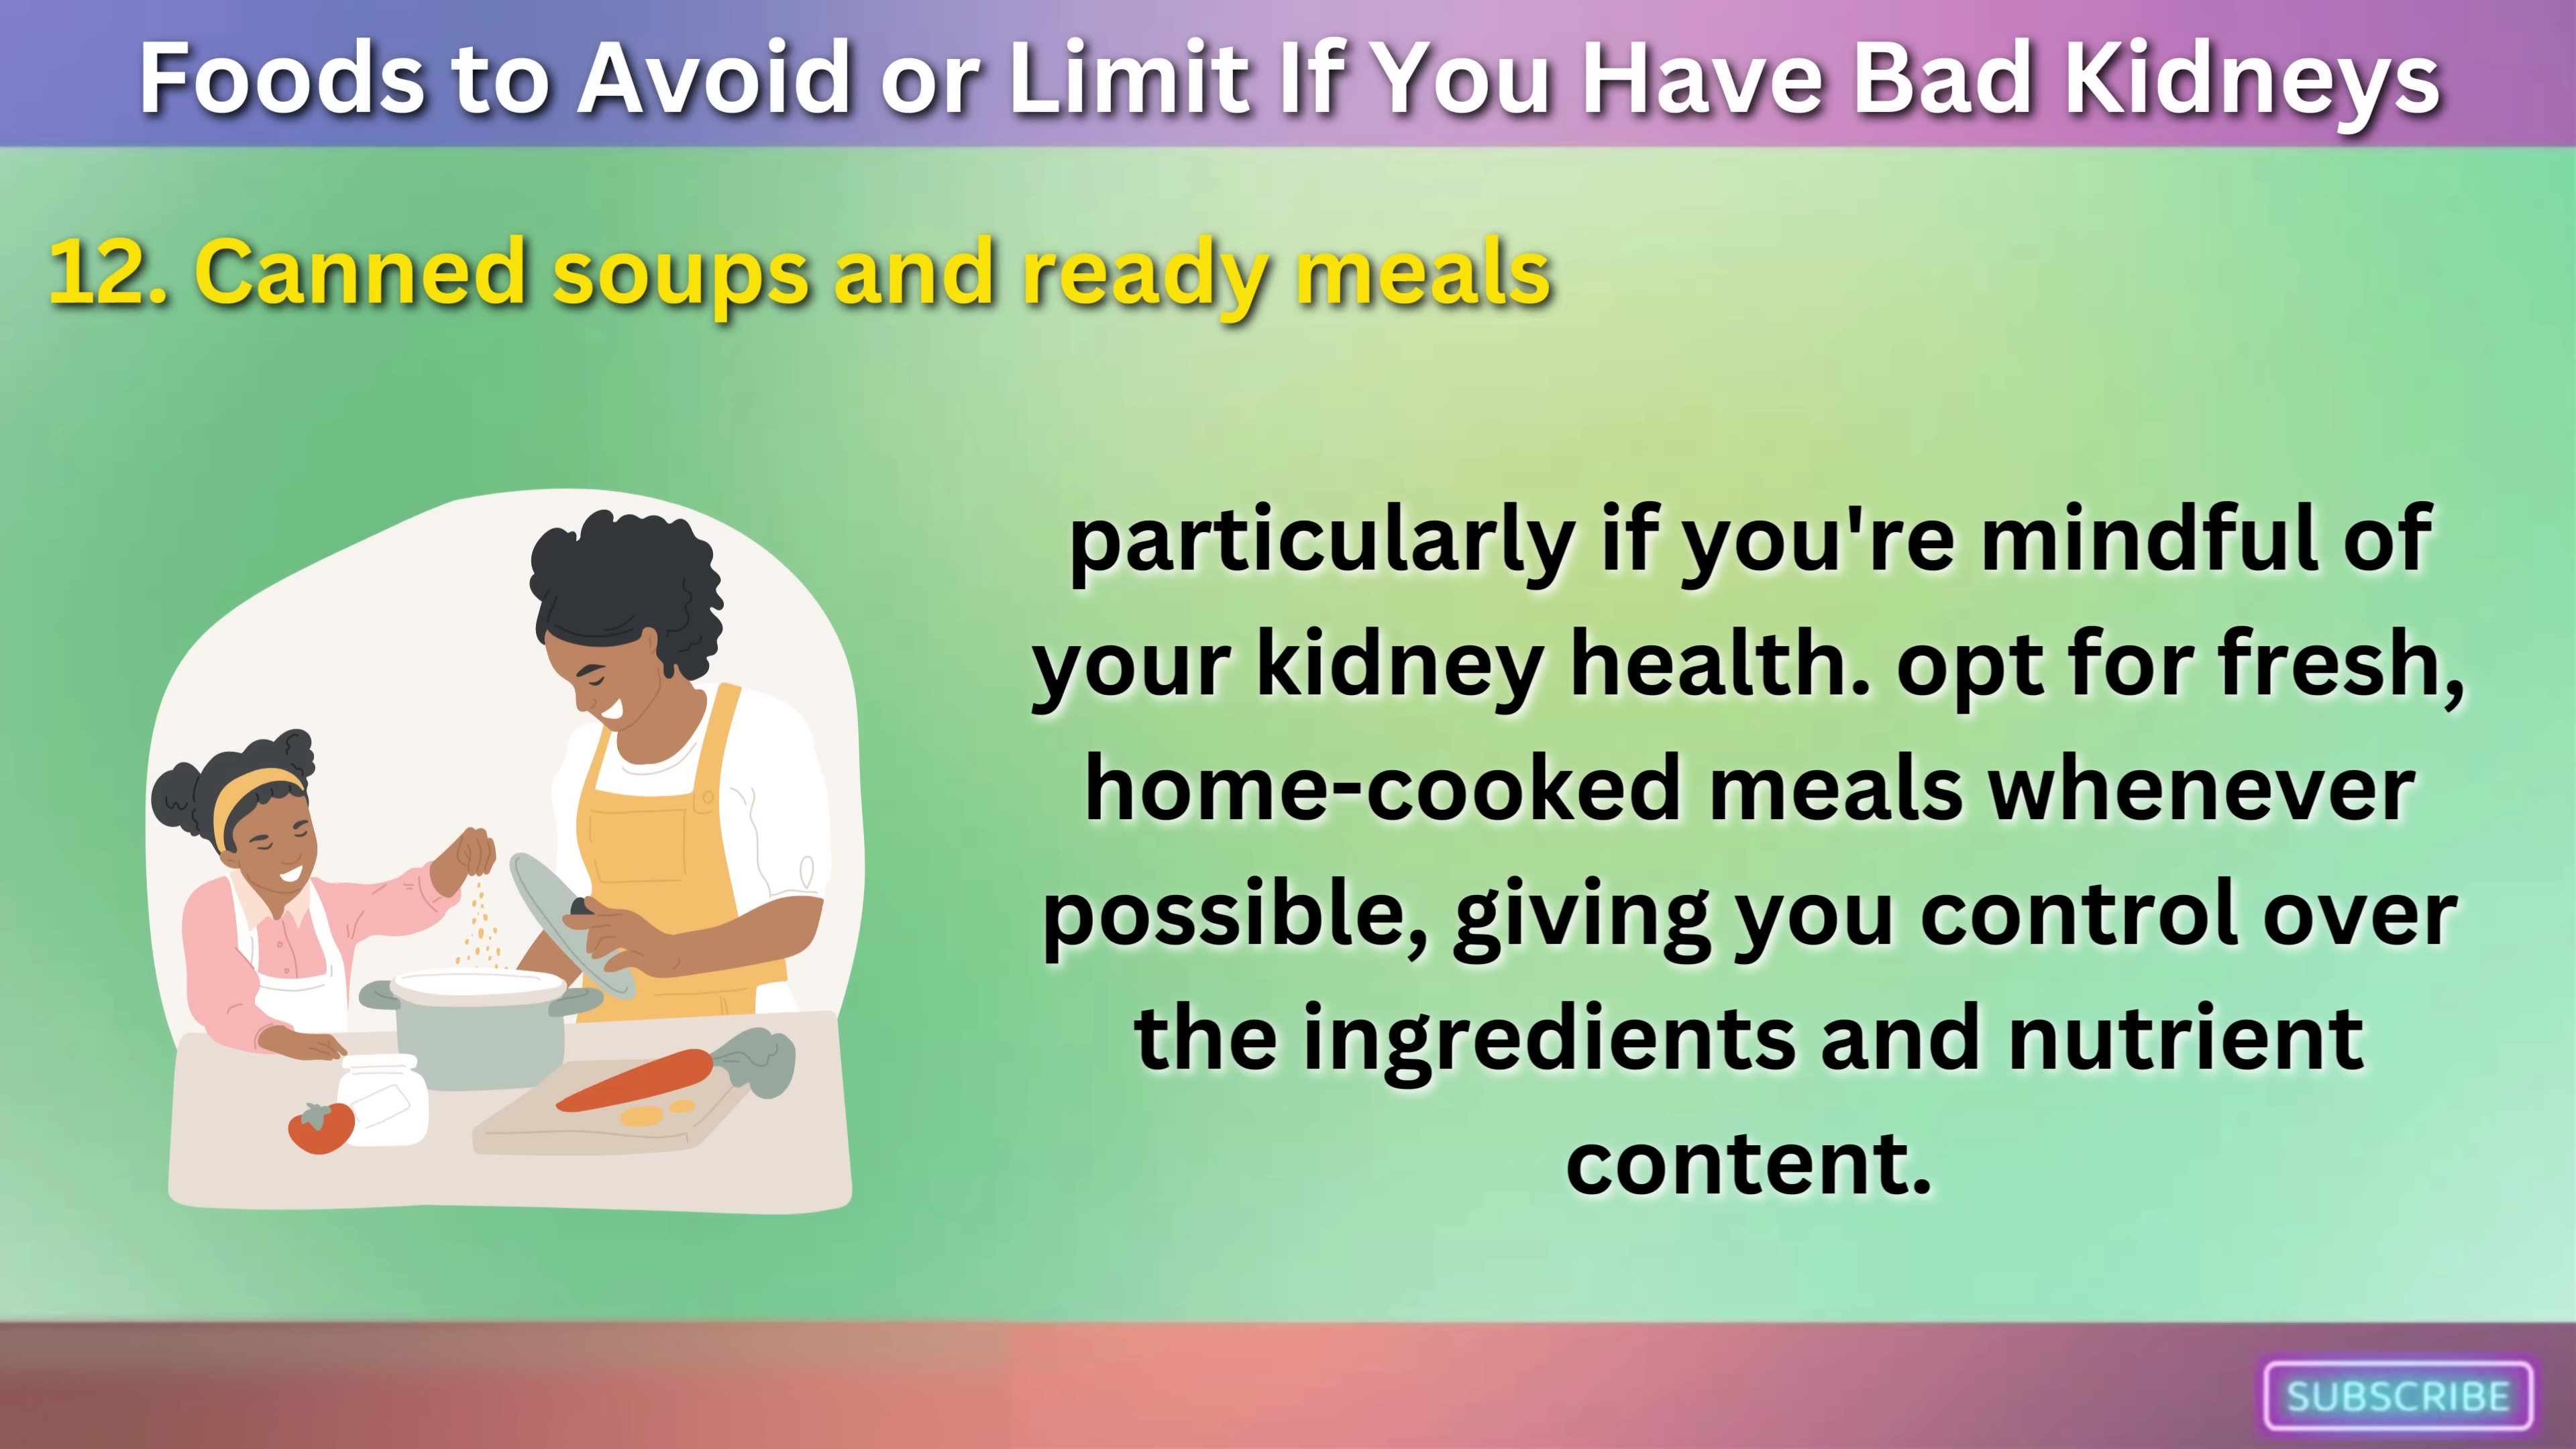 Foods to Avoid or Limit If You Have Bad Kidneys
12. Canned soups and ready meals
particularly if you're mindful of
your kidney health. opt for fresh,
home-cooked meals whenever
possible, giving you control over
the ingredients and nutrient
content.
SUBSCRIBE